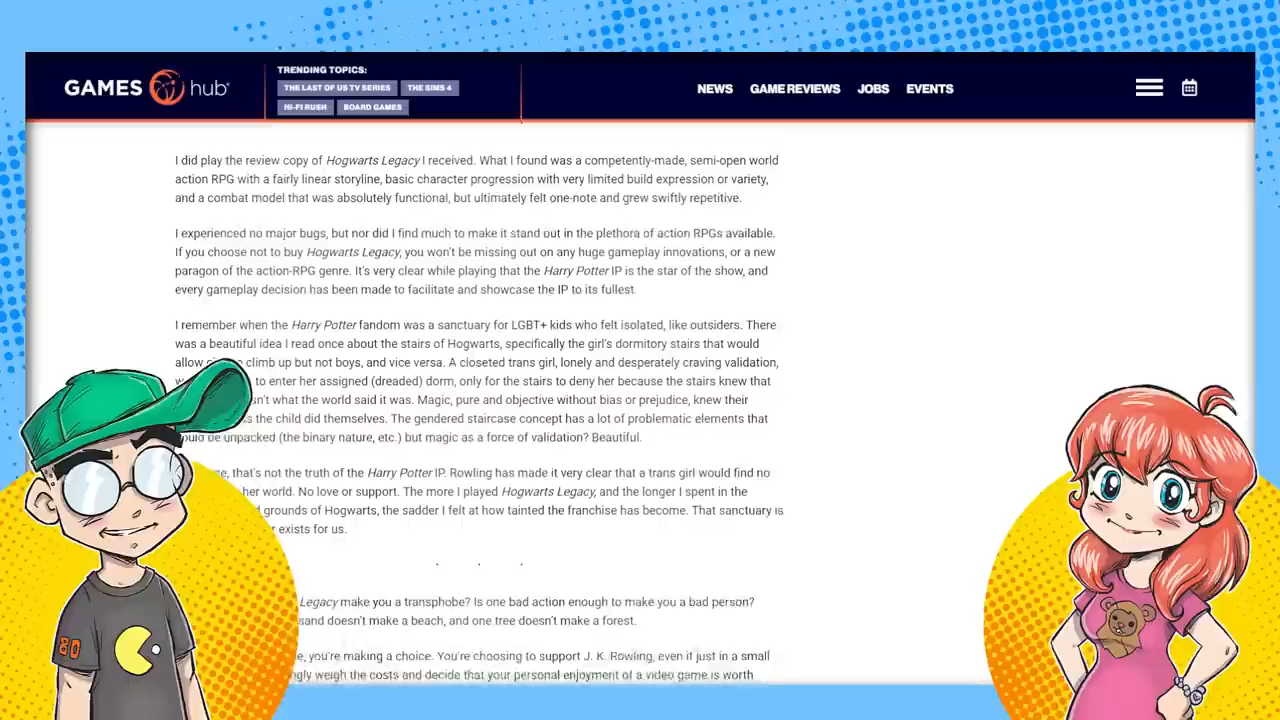 GAMES hub
TRENDING TOPICS:
THE LAST OF US TV SERIES
THE SIMS 4
HI-FI RUSH
BOARD GAMES
NEWS
GAME REVIEWS
JOBS
EVENTS
I did play the review copy of Hogwarts Legacy I received. What I found was a competently-made, semi-open world
action RPG with a fairly linear storyline, basic character progression with very limited build expression or variety,
and a combat model that was absolutely functional, but ultimately felt one-note and grew swiftly repetitive.
I experienced no major bugs, but nor did I find much to make it stand out in the plethora of action RPGs available.
If you choose not to buy Hogwarts Legacy, you won't be missing out on any huge gameplay innovations, or a new
paragon of the action-RPG genre. It's very clear while playing that the Harry Potter IP is the star of the show, and
every gameplay decision has been made to facilitate and showcase the IP to its fullest.
I remember when the Harry Potter fandom was a sanctuary for LGBT+ kids who felt isolated, like outsiders. There
was a beautiful idea I read once about the stairs of Hogwarts, specifically the girl's dormitory stairs that would
allow climb up but not boys, and vice versa. A closeted trans girl, lonely and desperately craving validation,
to enter her assigned (dreaded) dorm, only for the stairs to deny her because the stairs knew that
what the world said it was. Magic, pure and objective without bias or prejudice, knew their
the child did themselves. The gendered staircase concept has a lot of problematic elements that
be unpacked (the binary nature, etc.) but magic as a force of validation? Beautiful.
that's not the truth of the Harry Potter IP. Rowling has made it very clear that a trans girl would find no
her world. No love or support. The more I played Hogwarts Legacy, and the longer I spent in the
grounds of Hogwarts, the sadder I felt at how tainted the franchise has become. That sanctuary is
exists for us.
. . .
Legacy make you a transphobe? Is one bad action enough to make you a bad person?
sand doesn't make a beach, and one tree doesn't make a forest.
you're making a choice. You're choosing to support J. K. Rowling, even if just in a small
weigh the costs and decide that your personal enjoyment of a video game is worth
80